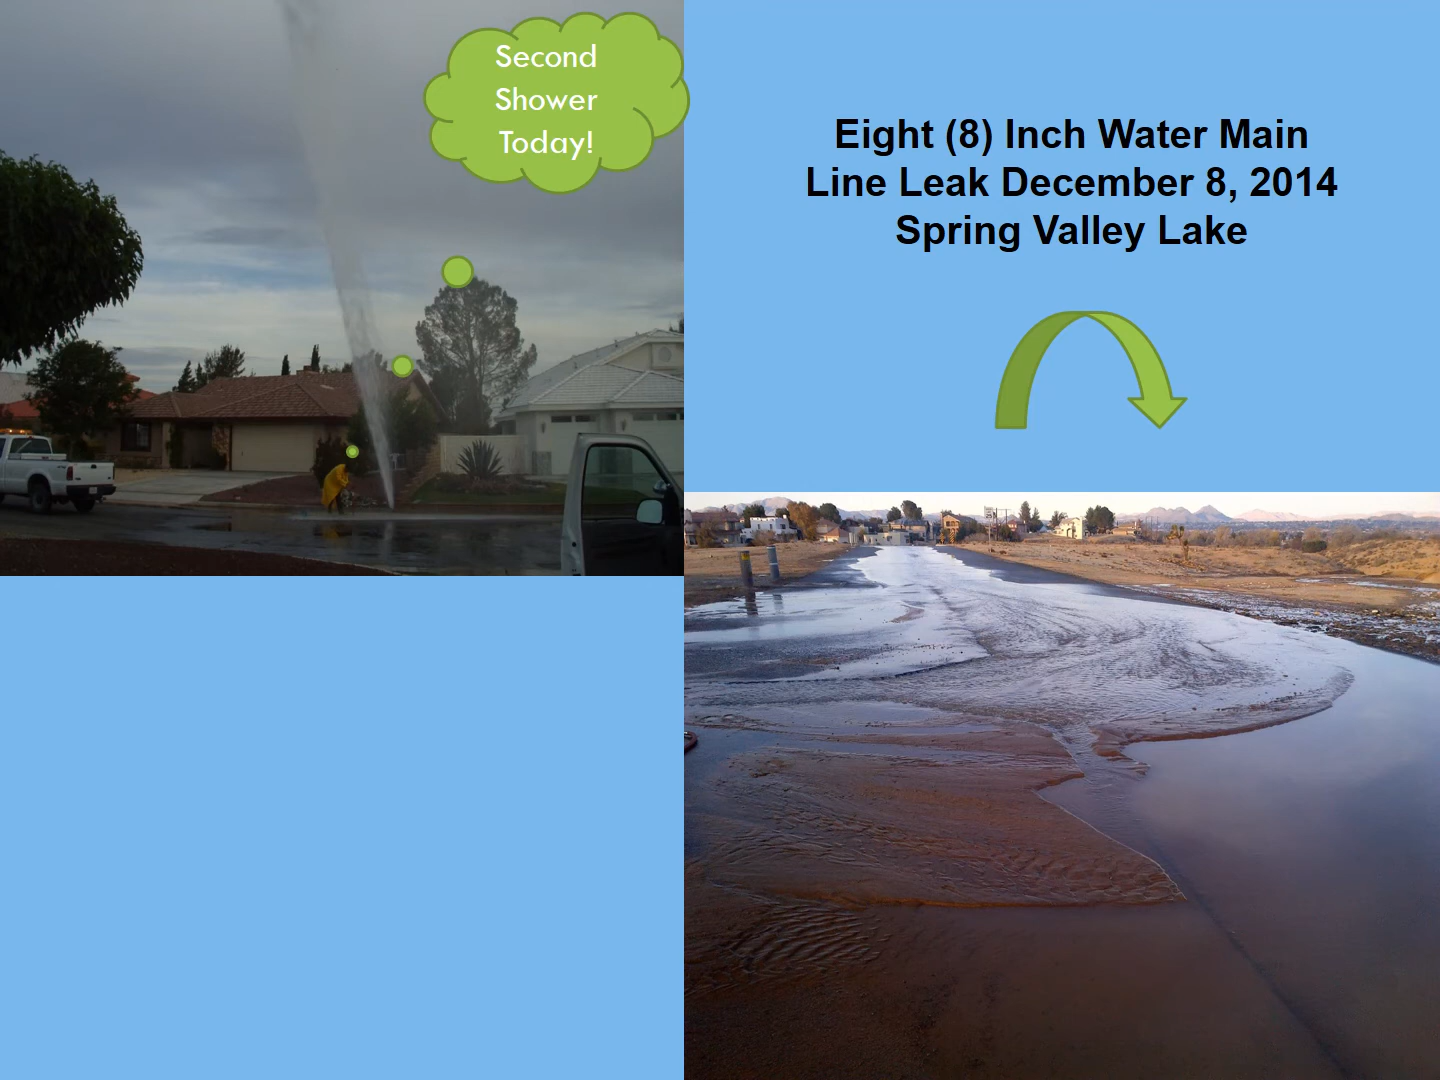 Second
Shower
Today!
Eight (8) Inch Water Main
Line Leak December 8, 2014
Spring Valley Lake